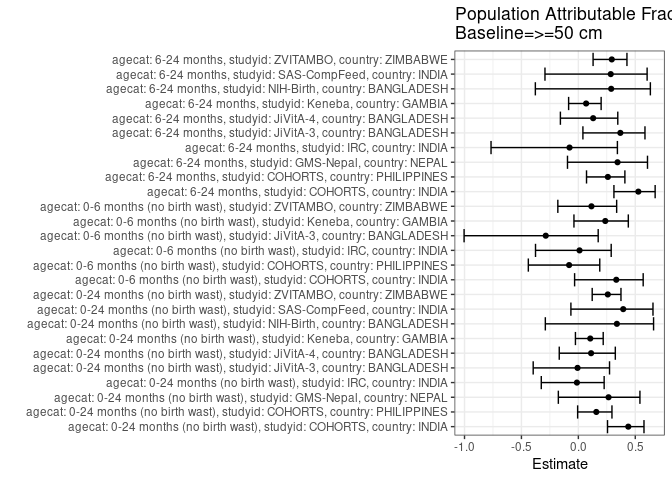 Population Attributable Frac
Baseline=>=50 cm
agecat: 6-24 months, studyid: ZVITAMBO, country: ZIMBABWE
agecat: 6-24 months, studyid: SAS-CompFeed, country: INDIA
agecat: 6-24 months, studyid: NIH-Birth, country: BANGLADESH
agecat: 6-24 months, studyid: Keneba, country: GAMBIA
agecat: 6-24 months, studyid: JiVitA-4, country: BANGLADESH
agecat: 6-24 months, studyid: JiVitA-3, country: BANGLADESH
agecat: 6-24 months, studyid: IRC, country: INDIA
agecat: 6-24 months, studyid: GMS-Nepal, country: NEPAL
agecat: 6-24 months, studyid: COHORTS, country: PHILIPPINES
agecat: 6-24 months, studyid: COHORTS, country: INDIA
agecat: 0-6 months (no birth wast), studyid: ZVITAMBO, country: ZIMBABWE
agecat: 0-6 months (no birth wast), studyid: Keneba, country: GAMBIA
agecat: 0-6 months (no birth wast), studyid: JiVitA-3, country: BANGLADESH
agecat: 0-6 months (no birth wast), studyid: IRC, country: INDIA
agecat: 0-6 months (no birth wast), studyid: COHORTS, country: PHILIPPINES
agecat: 0-6 months (no birth wast), studyid: COHORTS, country: INDIA
agecat: 0-24 months (no birth wast), studyid: ZVITAMBO, country: ZIMBABWE
agecat: 0-24 months (no birth wast), studyid: SAS-CompFeed, country: INDIA
agecat: 0-24 months (no birth wast), studyid: NIH-Birth, country: BANGLADESH
agecat: 0-24 months (no birth wast), studyid: Keneba, country: GAMBIA
agecat: 0-24 months (no birth wast), studyid: JiVitA-4, country: BANGLADESH
agecat: 0-24 months (no birth wast), studyid: JiVitA-3, country: BANGLADESH
agecat: 0-24 months (no birth wast), studyid: IRC, country: INDIA
agecat: 0-24 months (no birth wast), studyid: GMS-Nepal, country: NEPAL
agecat: 0-24 months (no birth wast), studyid: COHORTS, country: PHILIPPINES
agecat: 0-24 months (no birth wast), studyid: COHORTS, country: INDIA
-1.0 -0.5 0.0 0.5
Estimate